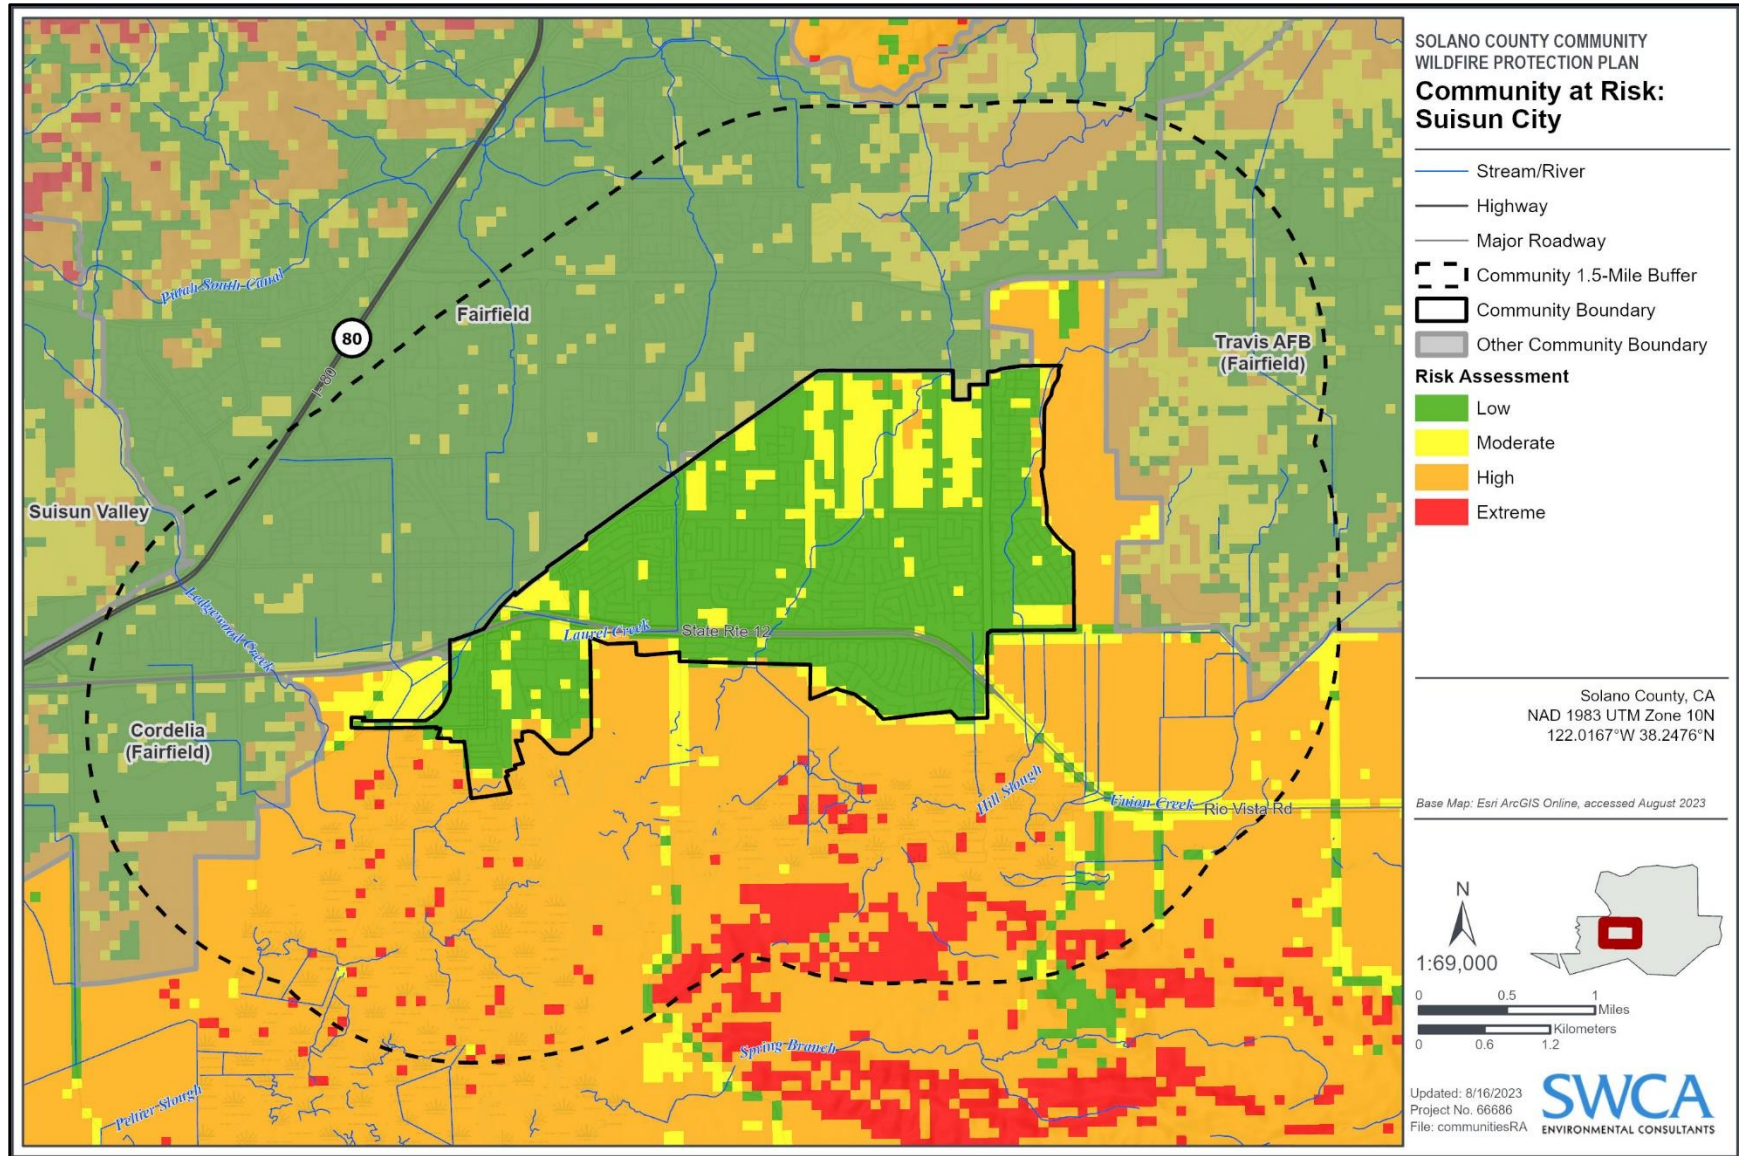 SOLANO COUNTY COMMUNITY
WILDFIRE PROTECTION PLAN
Community at Risk:
Suisun City
Stream/River
Highway
Major Roadway
Community 1.5-Mile Buffer
Community Boundary
Other Community Boundary
Risk Assessment
Low
Moderate
High
Extreme
Solano County, CA
NAD 1983 UTM Zone 10N
122.0167°W 38.2476°N
Base Map: Esri ArcGIS Online, accessed August 2023
N
1:69,000
0 0.5 1
Miles
Kilometers
0 0.6 1.2
Updated: 8/16/2023
Project No. 66686
File: communitiesRA
SWCA
ENVIRONMENTAL CONSULTANTS
Putah South Canal
Fairfield
80
I-80
Travis AFB
(Fairfield)
Suisun Valley
Ledgewood Creek
Laurel Creek
State Rte 12
Cordelia
(Fairfield)
Hill Slough
Union Creek
Rio Vista Rd
Spring Branch
Peltier Slough